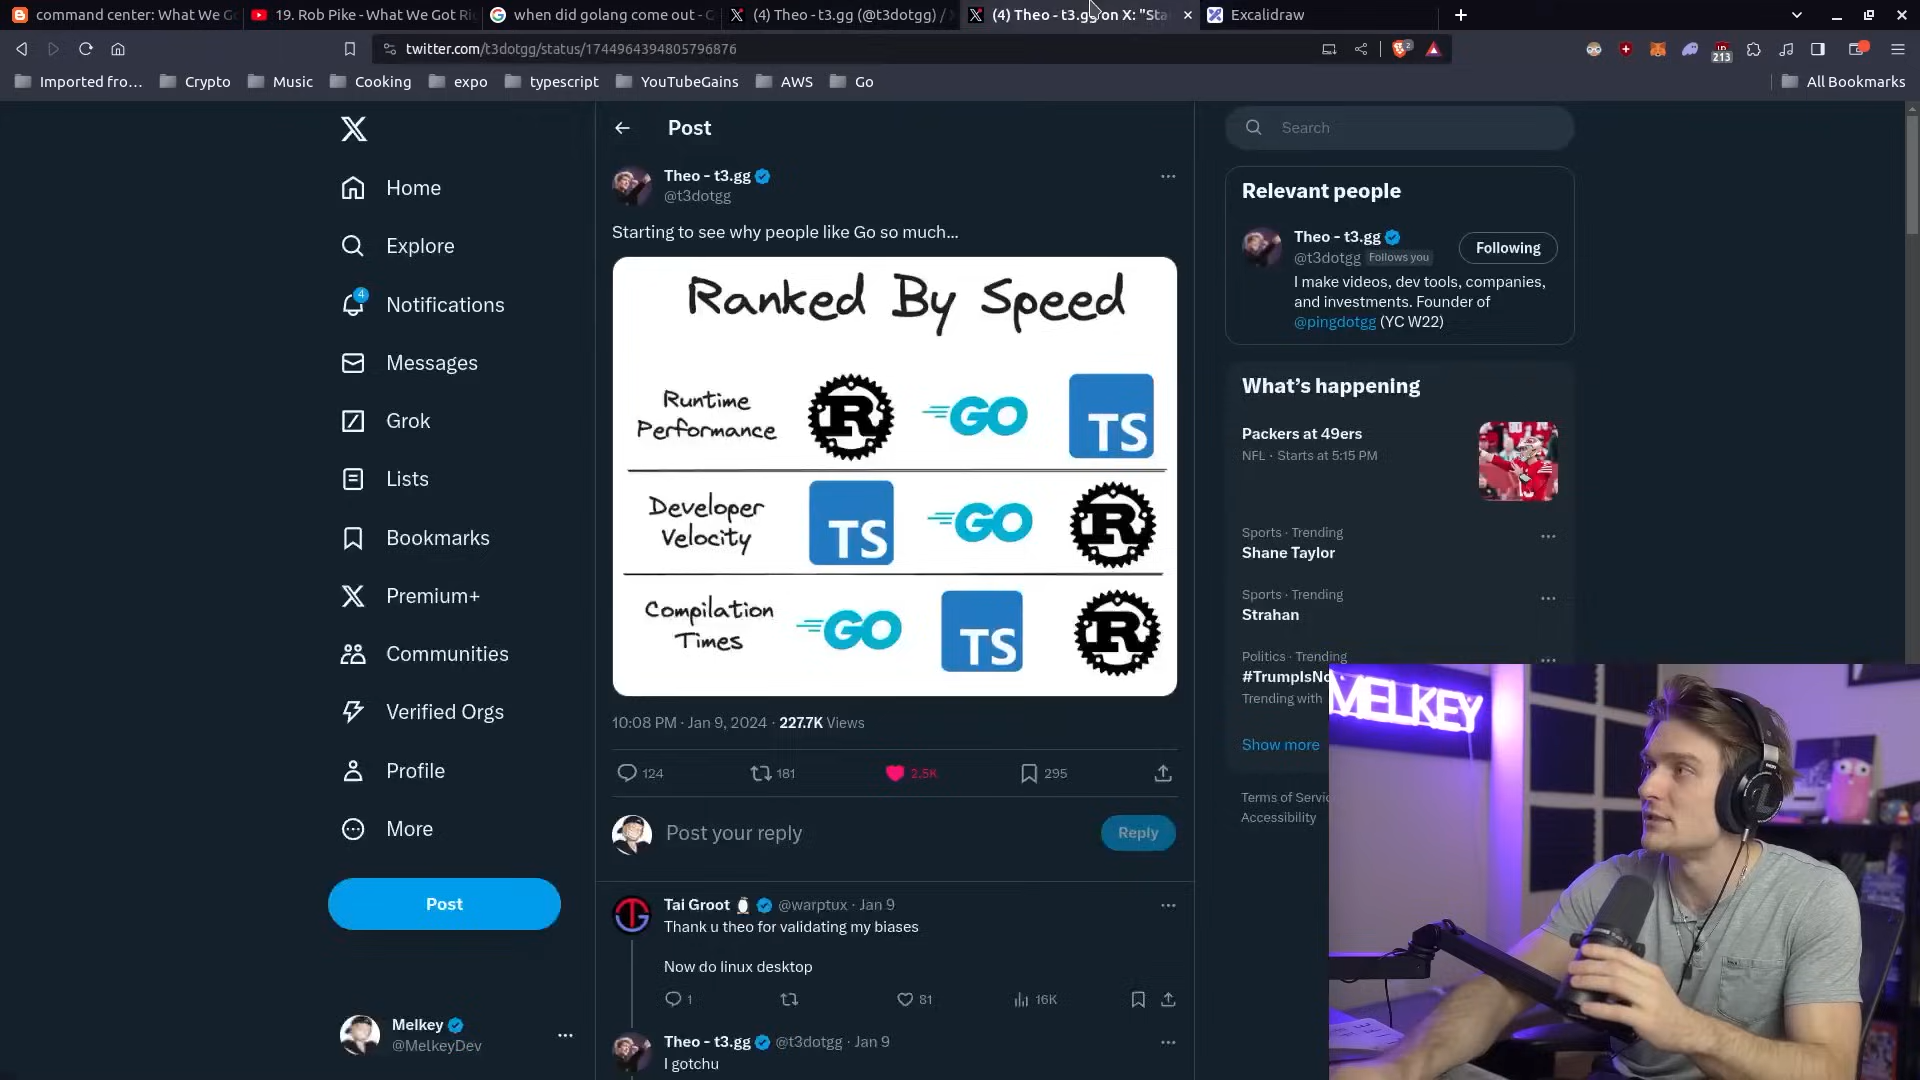 command center: What We G
19. Rob Pike - What We Got Ri
when did golang come out - G
(4) Theo - t3.gg (@t3dotgg) /
(4) Theo - t3.gg on X: "Sta
Excalidraw
twitter.com/t3dotgg/status/1744964394805796876
2
213
Imported fro...
Crypto
Music
Cooking
expo
typescript
YouTubeGains
AWS
Go
All Bookmarks
Home
Explore
4
Notifications
Messages
Grok
Lists
Bookmarks
Premium+
Communities
Verified Orgs
Profile
More
Post
Melkey
@MelkeyDev
Post
Theo - t3.gg
@t3dotgg
Starting to see why people like Go so much...
Ranked By Speed
Runtime
Performance
R
GO
TS
Developer
Velocity
TS
GO
R
Compilation
Times
GO
TS
R
10:08 PM · Jan 9, 2024 · 227.7K Views
124
181
2.5K
295
Post your reply
Reply
Tai Groot @warptux · Jan 9
Thank u theo for validating my biases
Now do linux desktop
1
81
16K
Theo - t3.gg @t3dotgg · Jan 9
I gotchu
Search
Relevant people
Theo - t3.gg
@t3dotgg Follows you
Following
I make videos, dev tools, companies,
and investments. Founder of
@pingdotgg (YC W22)
What's happening
Packers at 49ers
NFL · Starts at 5:15 PM
Sports · Trending
Shane Taylor
Sports · Trending
Strahan
Politics · Trending
#TrumpIsNo
Trending with
Show more
Terms of Servic
Accessibility
MELKEY